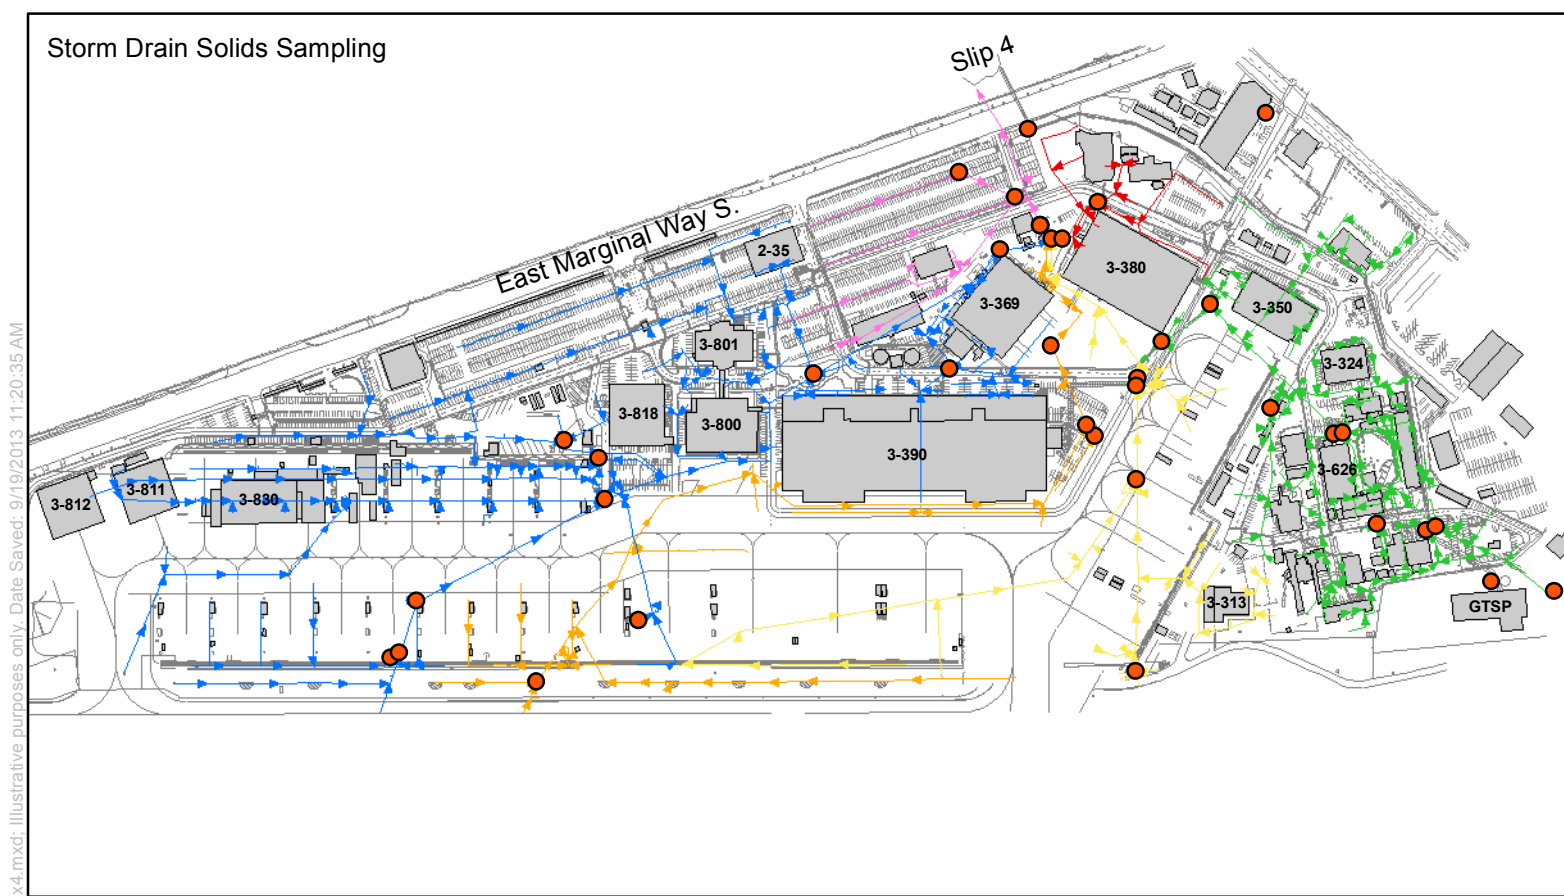 Storm Drain Solids Sampling
Slip 4
East Marginal Way S.
2-35
3-380
3-369
3-350
3-801
3-324
3-818
3-800
3-390
3-626
3-812
3-811
3-830
3-313
GTSP
x4.mxd; Illustrative purposes only. Date Saved: 9/19/2013 11:20:35 AM